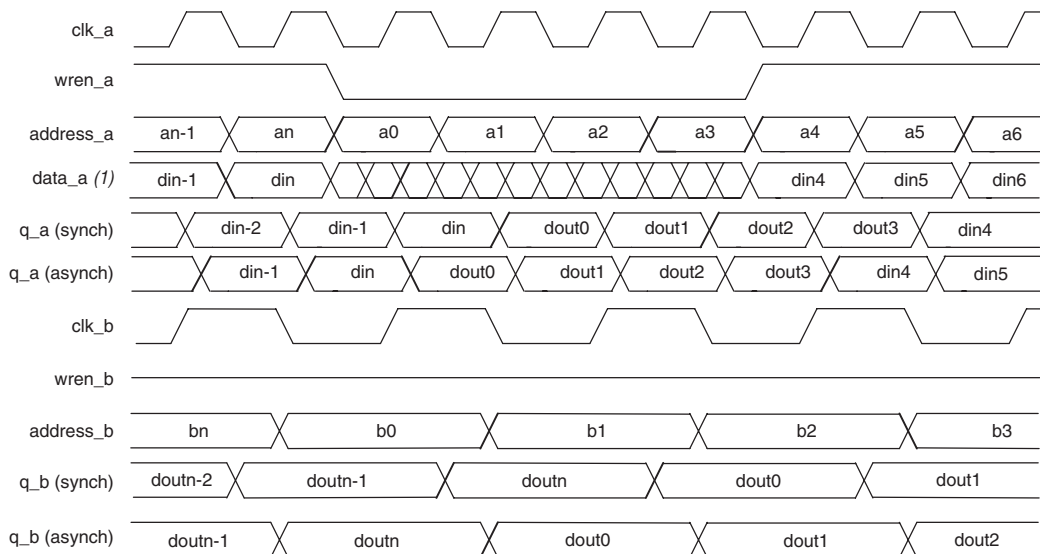 clk_a
wren_a
address_a an-1 an a0 a1 a2 a3 a4 a5 a6
data_a (1) din-1 din din4 din5 din6
q_a (synch) din-2 din-1 din dout0 dout1 dout2 dout3 din4
q_a (asynch) din-1 din dout0 dout1 dout2 dout3 din4 din5
clk_b
wren_b
address_b bn b0 b1 b2 b3
q_b (synch) doutn-2 doutn-1 doutn dout0 dout1
q_b (asynch) doutn-1 doutn dout0 dout1 dout2